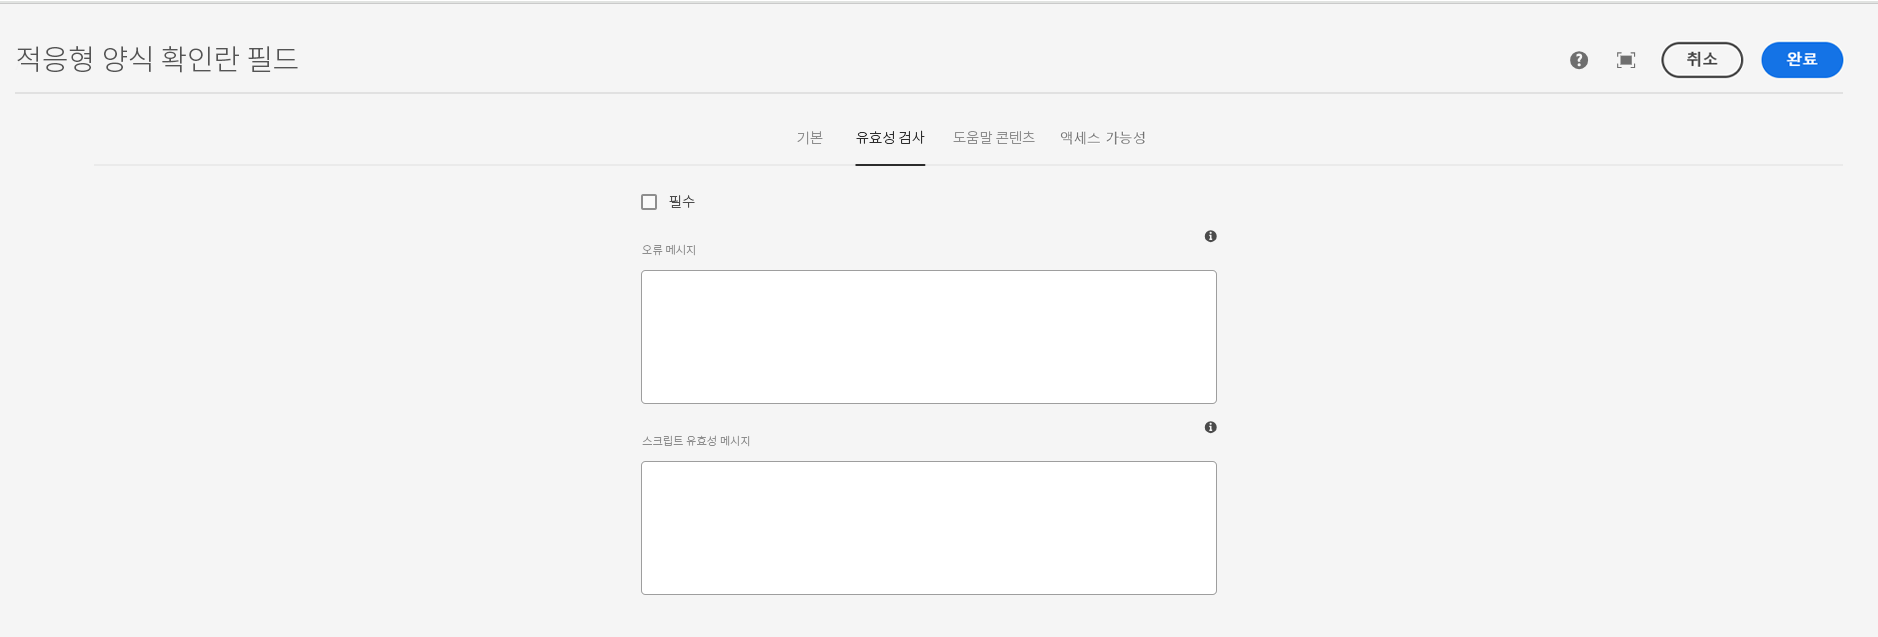 적응형 양식 확인란 필드
취소
완료
기본
유효성 검사
도움말 콘텐츠
액세스 가능성
필수
오류 메시지
스크립트 유효성 메시지